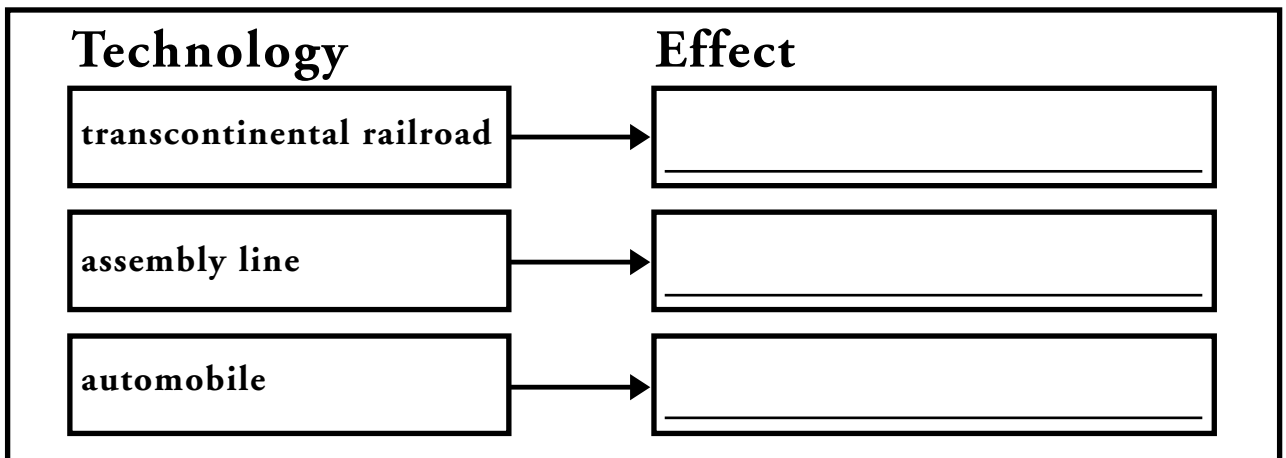 Technology
Effect
transcontinental railroad
assembly line
automobile